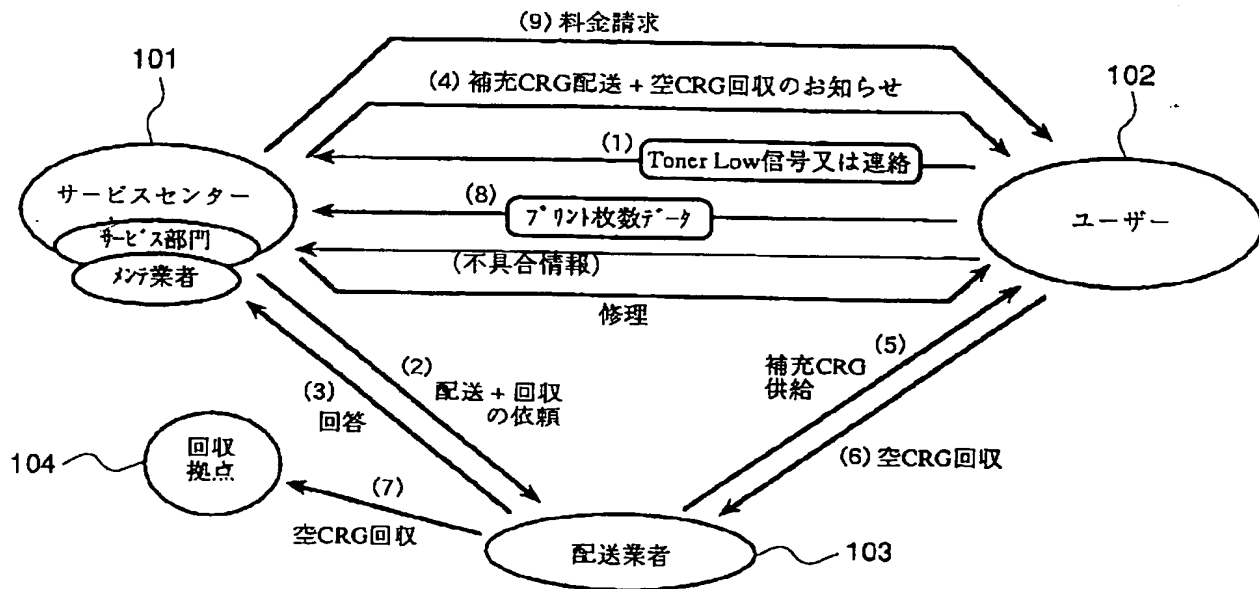 (9) 料金請求
101
(4) 補充CRG配送 + 空CRG回収のお知らせ
102
(1)
Toner Low信号又は連絡
サービスセンター
(8)
プリント枚数データ
ユーザー
サービス部門
(不具合情報)
メンテ業者
修理
(2)
配送 + 回収
の依頼
(3)
回答
(5)
補充CRG
供給
(6) 空CRG回収
104
回収
拠点
(7)
空CRG回収
配送業者
103